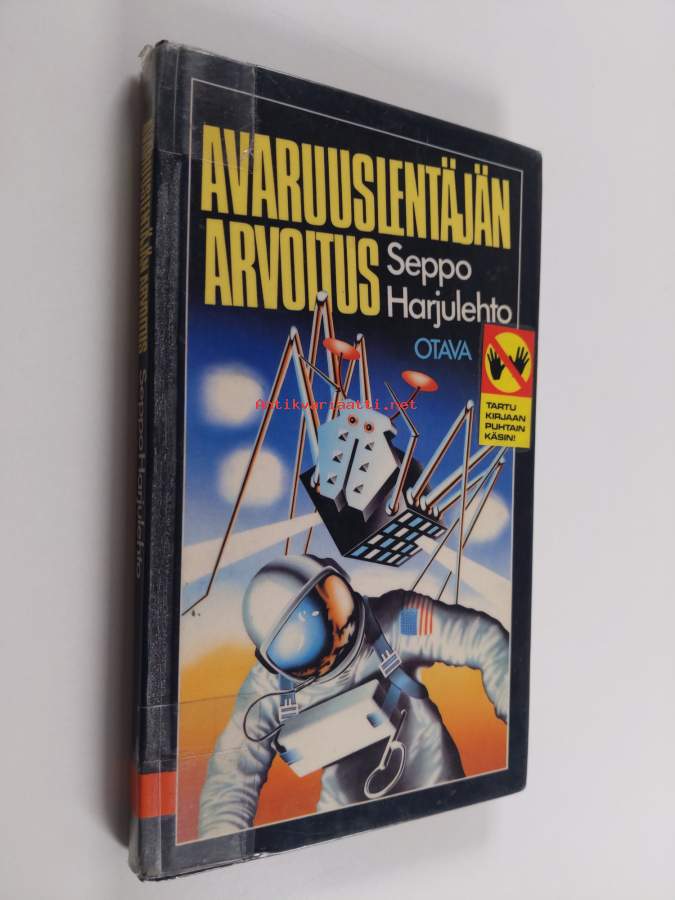 AVARUUSLENTÄJÄN
ARVOITUS
Seppo
Harjulehto
OTAVA
TARTU
KIRJAAN
PUHTAIN
KÄSIN!
Antikvariaatti.net
AVARUUSLENTÄJÄN ARVOITUS Seppo Harjulehto